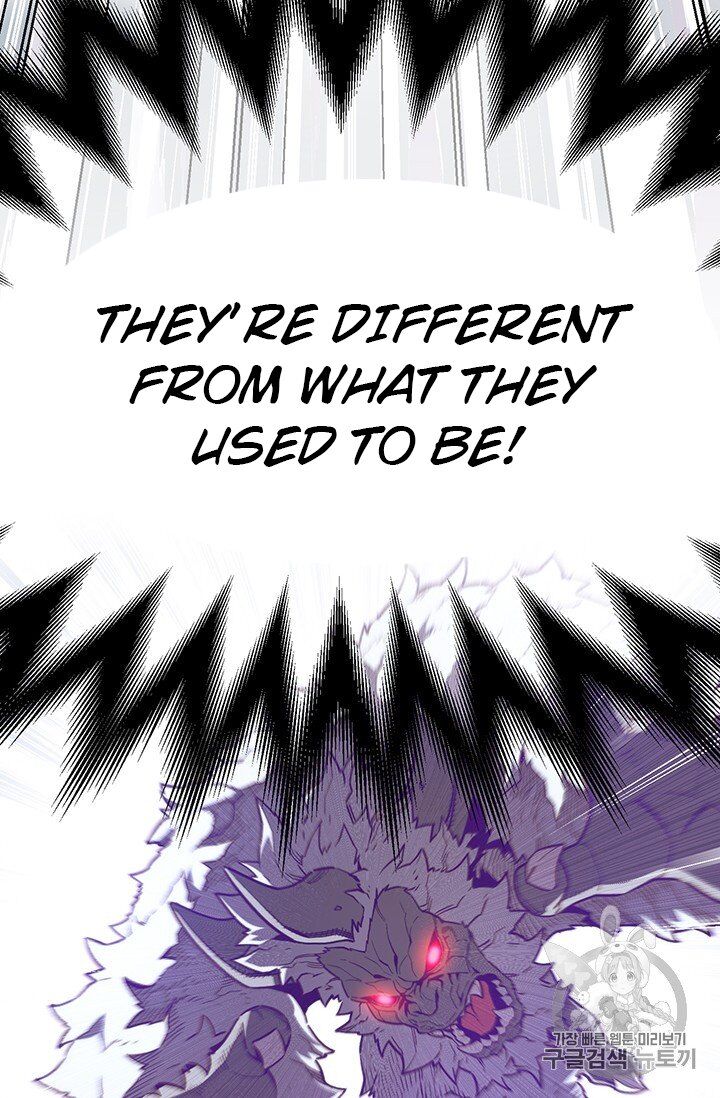 THEY'RE DIFFERENT
FROM WHAT THEY
USED TO BE!
가장 빠른 웹툰 미리보기
구글검색 뉴토끼